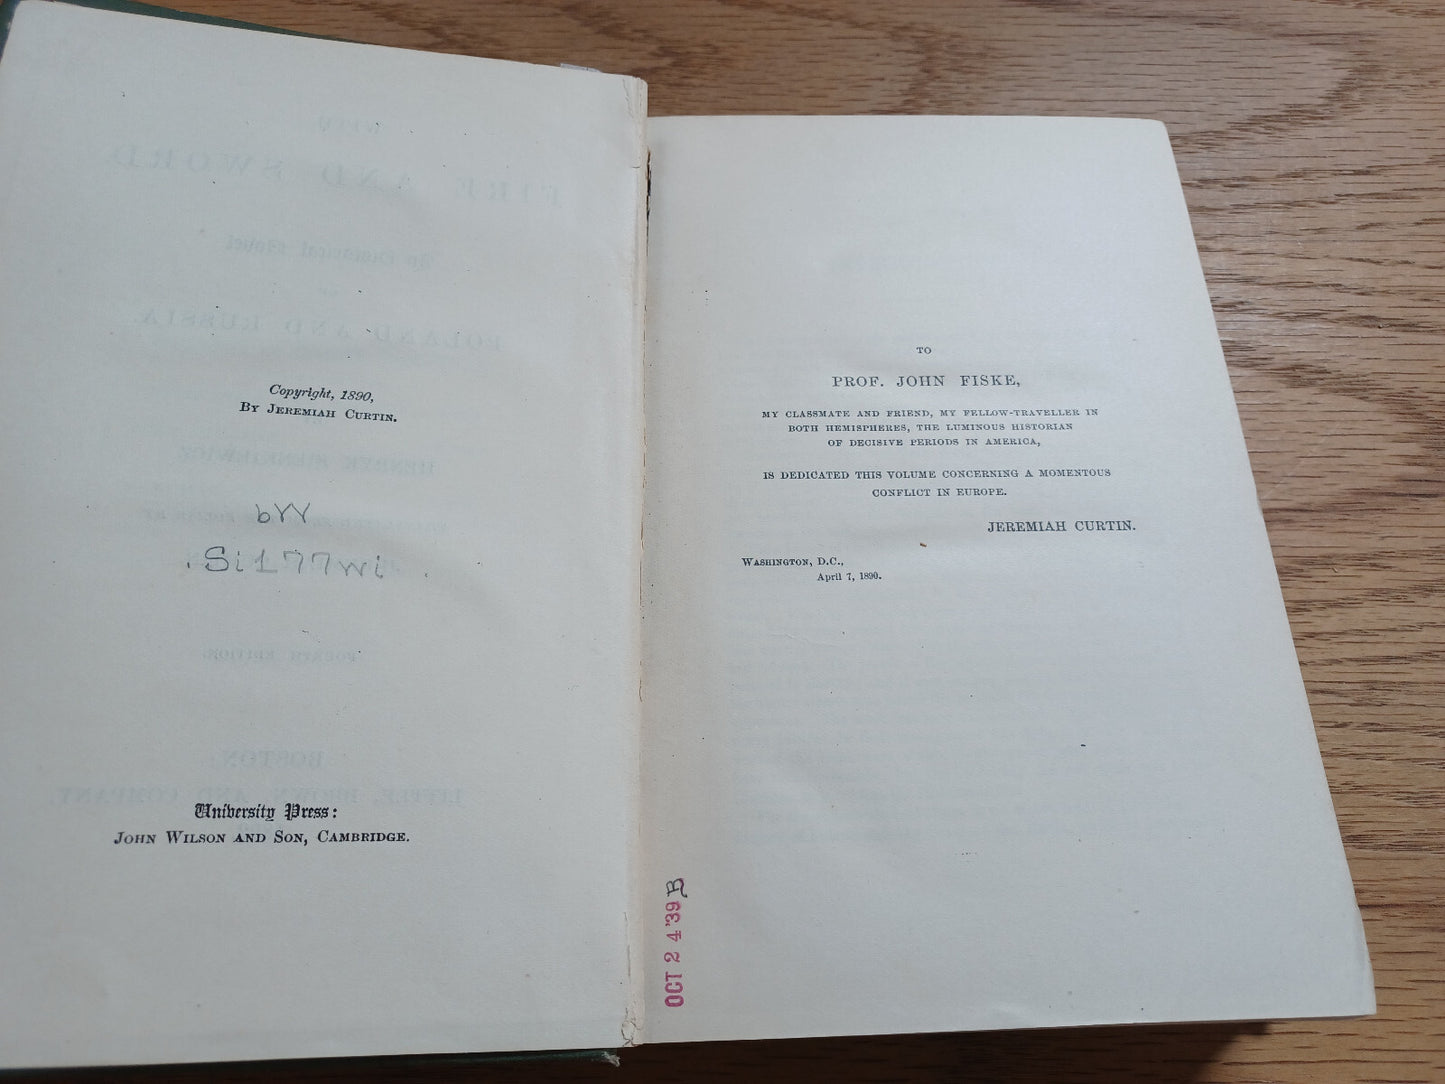 Copyright, 1890,
By Jeremiah Curtin.
bYY
Si177wi
University Press:
John Wilson and Son, Cambridge.
TO
PROF. JOHN FISKE,
MY CLASSMATE AND FRIEND, MY FELLOW-TRAVELLER IN
BOTH HEMISPHERES, THE LUMINOUS HISTORIAN
OF DECISIVE PERIODS IN AMERICA,
IS DEDICATED THIS VOLUME CONCERNING A MOMENTOUS
CONFLICT IN EUROPE.
JEREMIAH CURTIN.
Washington, D.C.,
April 7, 1890.
OCT 24 '39 B